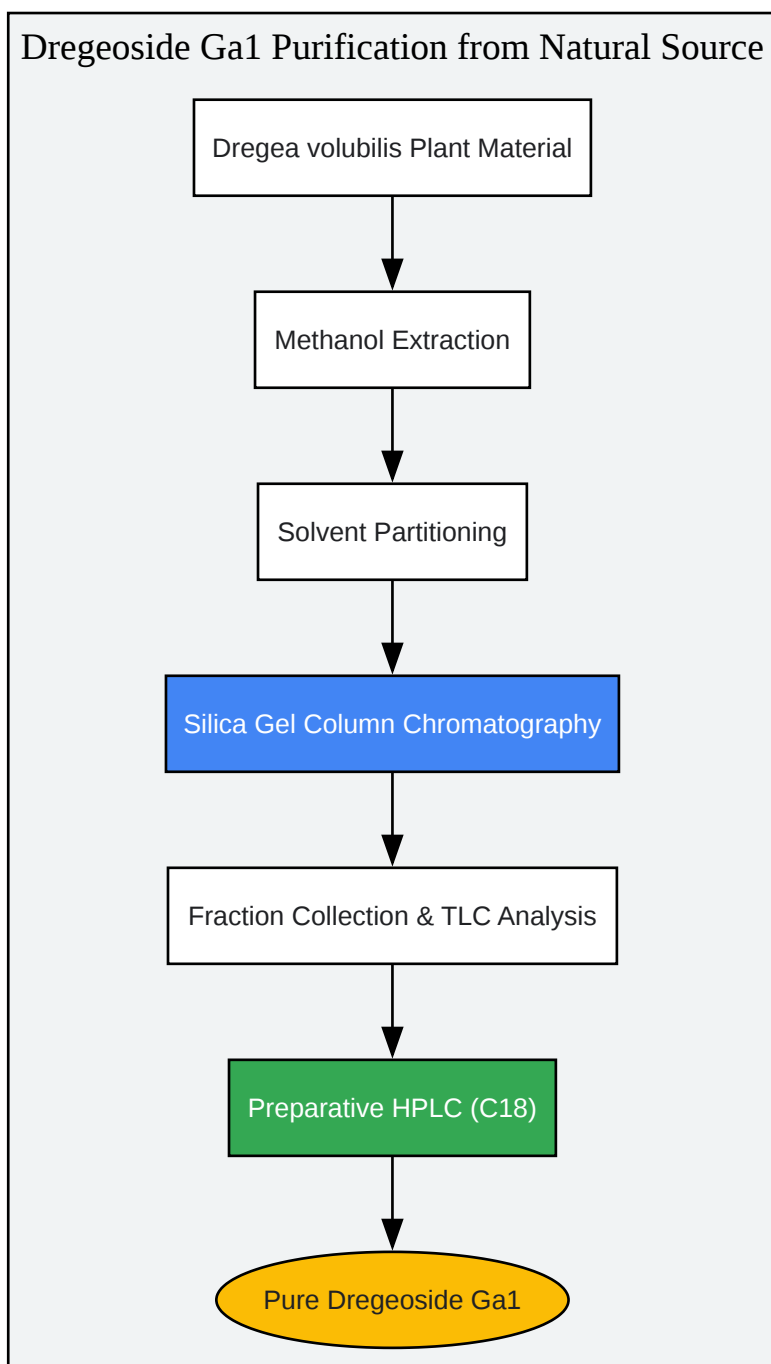 Dregeoside Ga1 Purification from Natural Source
Dregea volubilis Plant Material
Methanol Extraction
Solvent Partitioning
Silica Gel Column Chromatography
Fraction Collection & TLC Analysis
Preparative HPLC (C18)
Pure Dregeoside Ga1